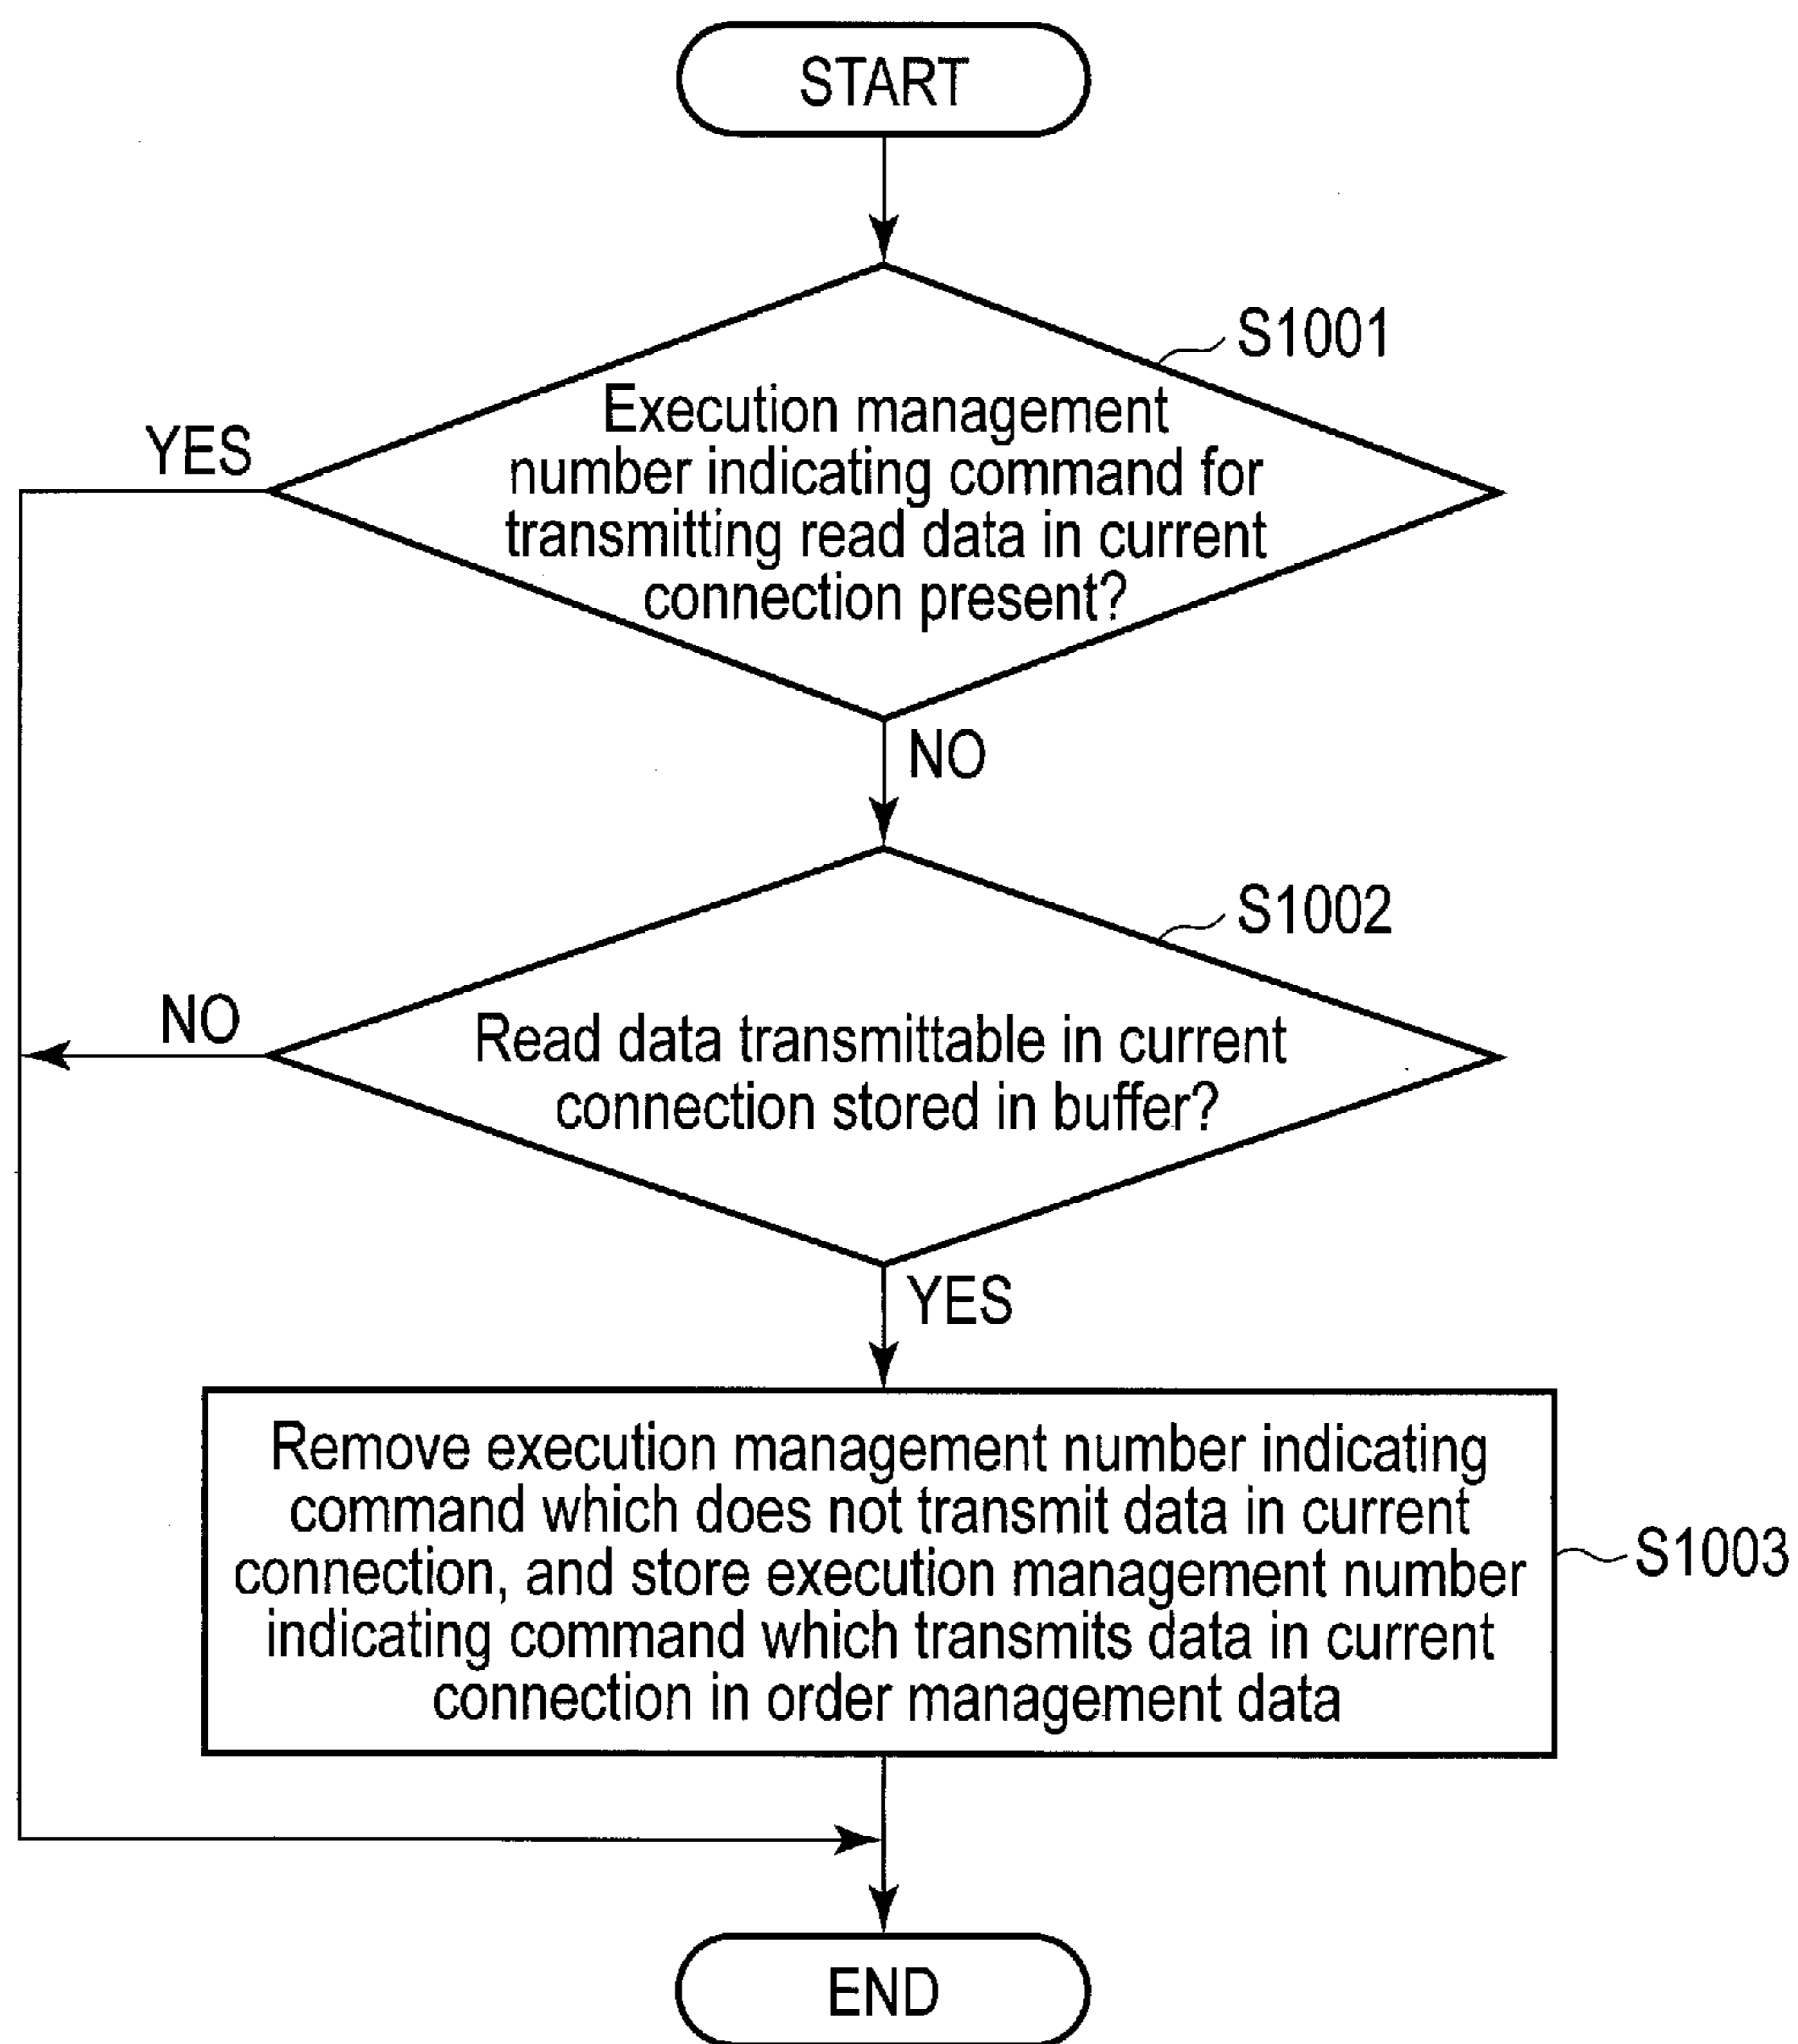 START
S1001
Execution management
number indicating command for
transmitting read data in current
connection present?
YES
NO
S1002
Read data transmittable in current
connection stored in buffer?
NO
YES
Remove execution management number indicating
command which does not transmit data in current
connection, and store execution management number
indicating command which transmits data in current
connection in order management data
S1003
END